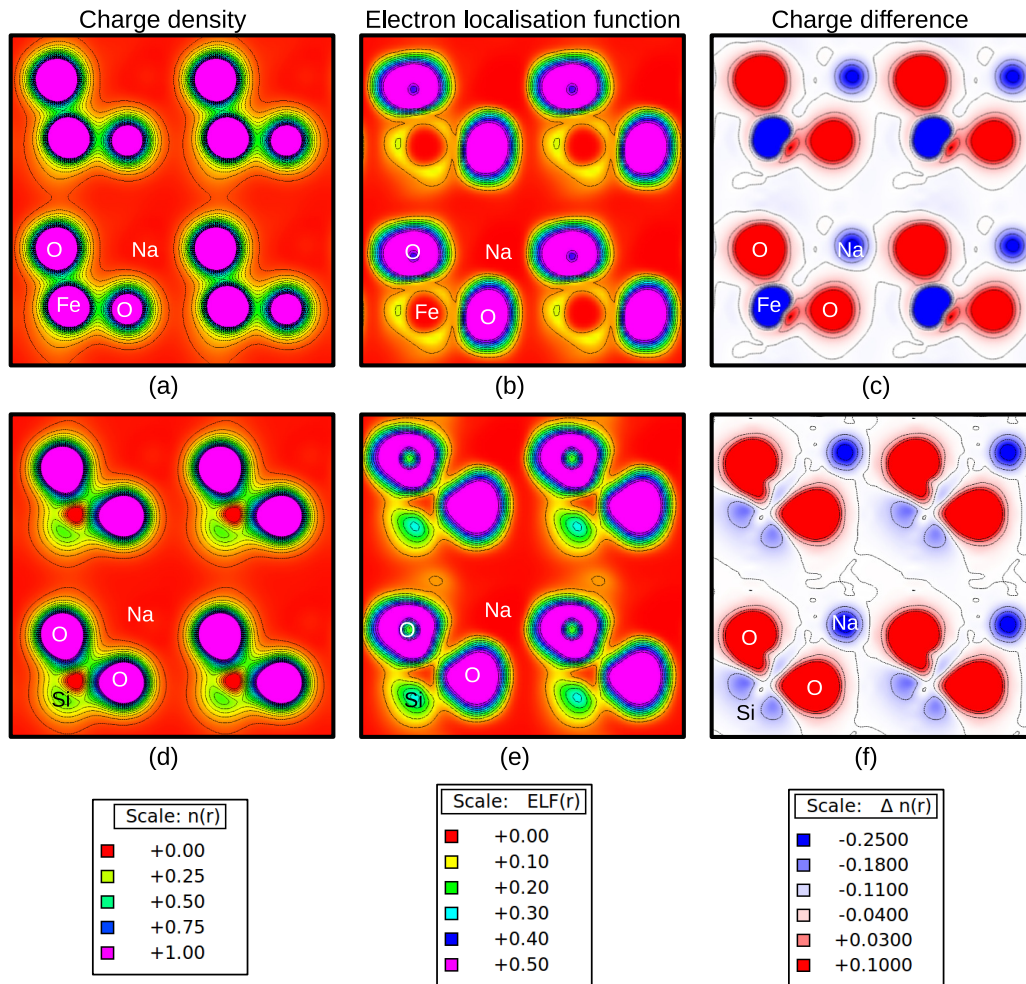 Charge density
Electron localisation function
Charge difference
O
Na
Fe
O
O
Na
Fe
O
O
Na
Fe
O
(a)
(b)
(c)
O
Na
O
Si
O
Na
O
Si
Na
O
O
Si
(d)
(e)
(f)
Scale: n(r)
+0.00
+0.25
+0.50
+0.75
+1.00
Scale: ELF(r)
+0.00
+0.10
+0.20
+0.30
+0.40
+0.50
Scale: Δ n(r)
-0.2500
-0.1800
-0.1100
-0.0400
+0.0300
+0.1000